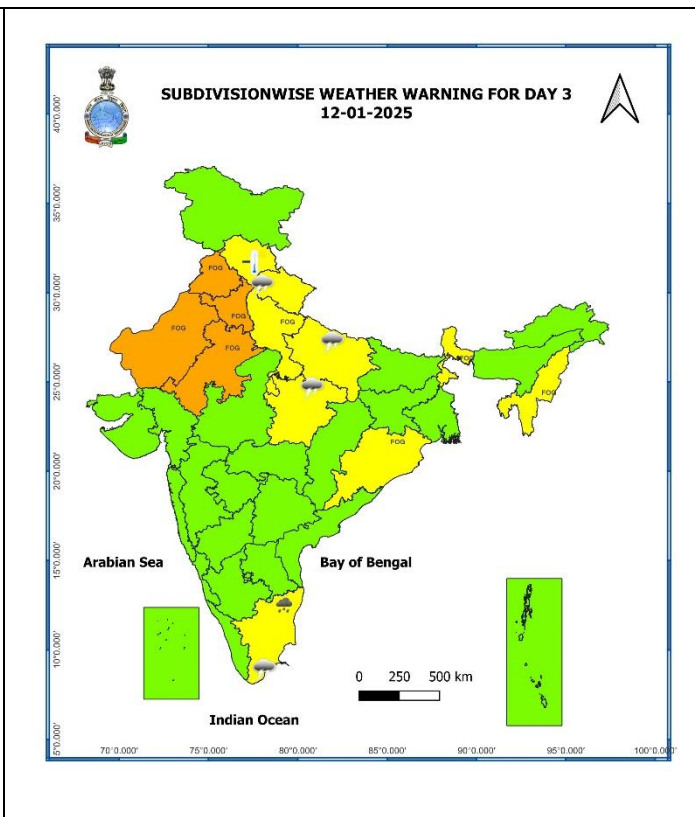 SUBDIVISIONWISE WEATHER WARNING FOR DAY 3
12-01-2025
40°0.000'
35°0.000'
30°0.000'
25°0.000'
20°0.000'
15°0.000'
10°0.000'
5°0.000'
FOG
FOG
FOG
FOG
FOG
FOG
FOG
FOG
Arabian Sea
Bay of Bengal
0 250 500 km
Indian Ocean
70°0.000' 75°0.000' 80°0.000' 85°0.000' 90°0.000' 95°0.000' 100°0.000'